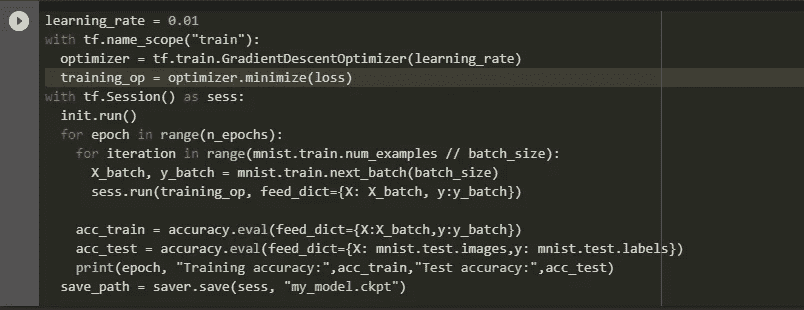 learning_rate = 0.01
with tf.name_scope("train"):
  optimizer = tf.train.GradientDescentOptimizer(learning_rate)
  training_op = optimizer.minimize(loss)
with tf.Session() as sess:
  init.run()
  for epoch in range(n_epochs):
    for iteration in range(mnist.train.num_examples // batch_size):
      X_batch, y_batch = mnist.train.next_batch(batch_size)
      sess.run(training_op, feed_dict={X: X_batch, y:y_batch})
    acc_train = accuracy.eval(feed_dict={X:X_batch,y:y_batch})
    acc_test = accuracy.eval(feed_dict={X: mnist.test.images,y: mnist.test.labels})
    print(epoch, "Training accuracy:",acc_train,"Test accuracy:",acc_test)
  save_path = saver.save(sess, "my_model.ckpt")